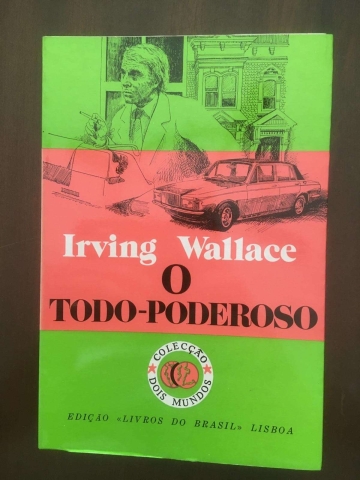 Irving Wallace
O
TODO-PODEROSO
COLECÇÃO
DOIS MUNDOS
EDIÇÃO «LIVROS DO BRASIL» LISBOA